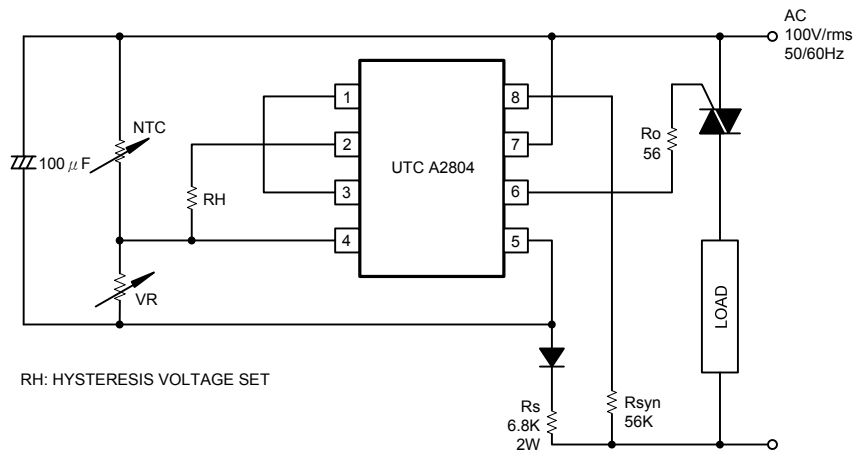 AC
100V/rms
50/60Hz
1
8
NTC
Ro
56
2
7
100μF
UTC A2804
RH
3
6
4
5
VR
LOAD
RH: HYSTERESIS VOLTAGE SET
Rs
6.8K
2W
Rsyn
56K